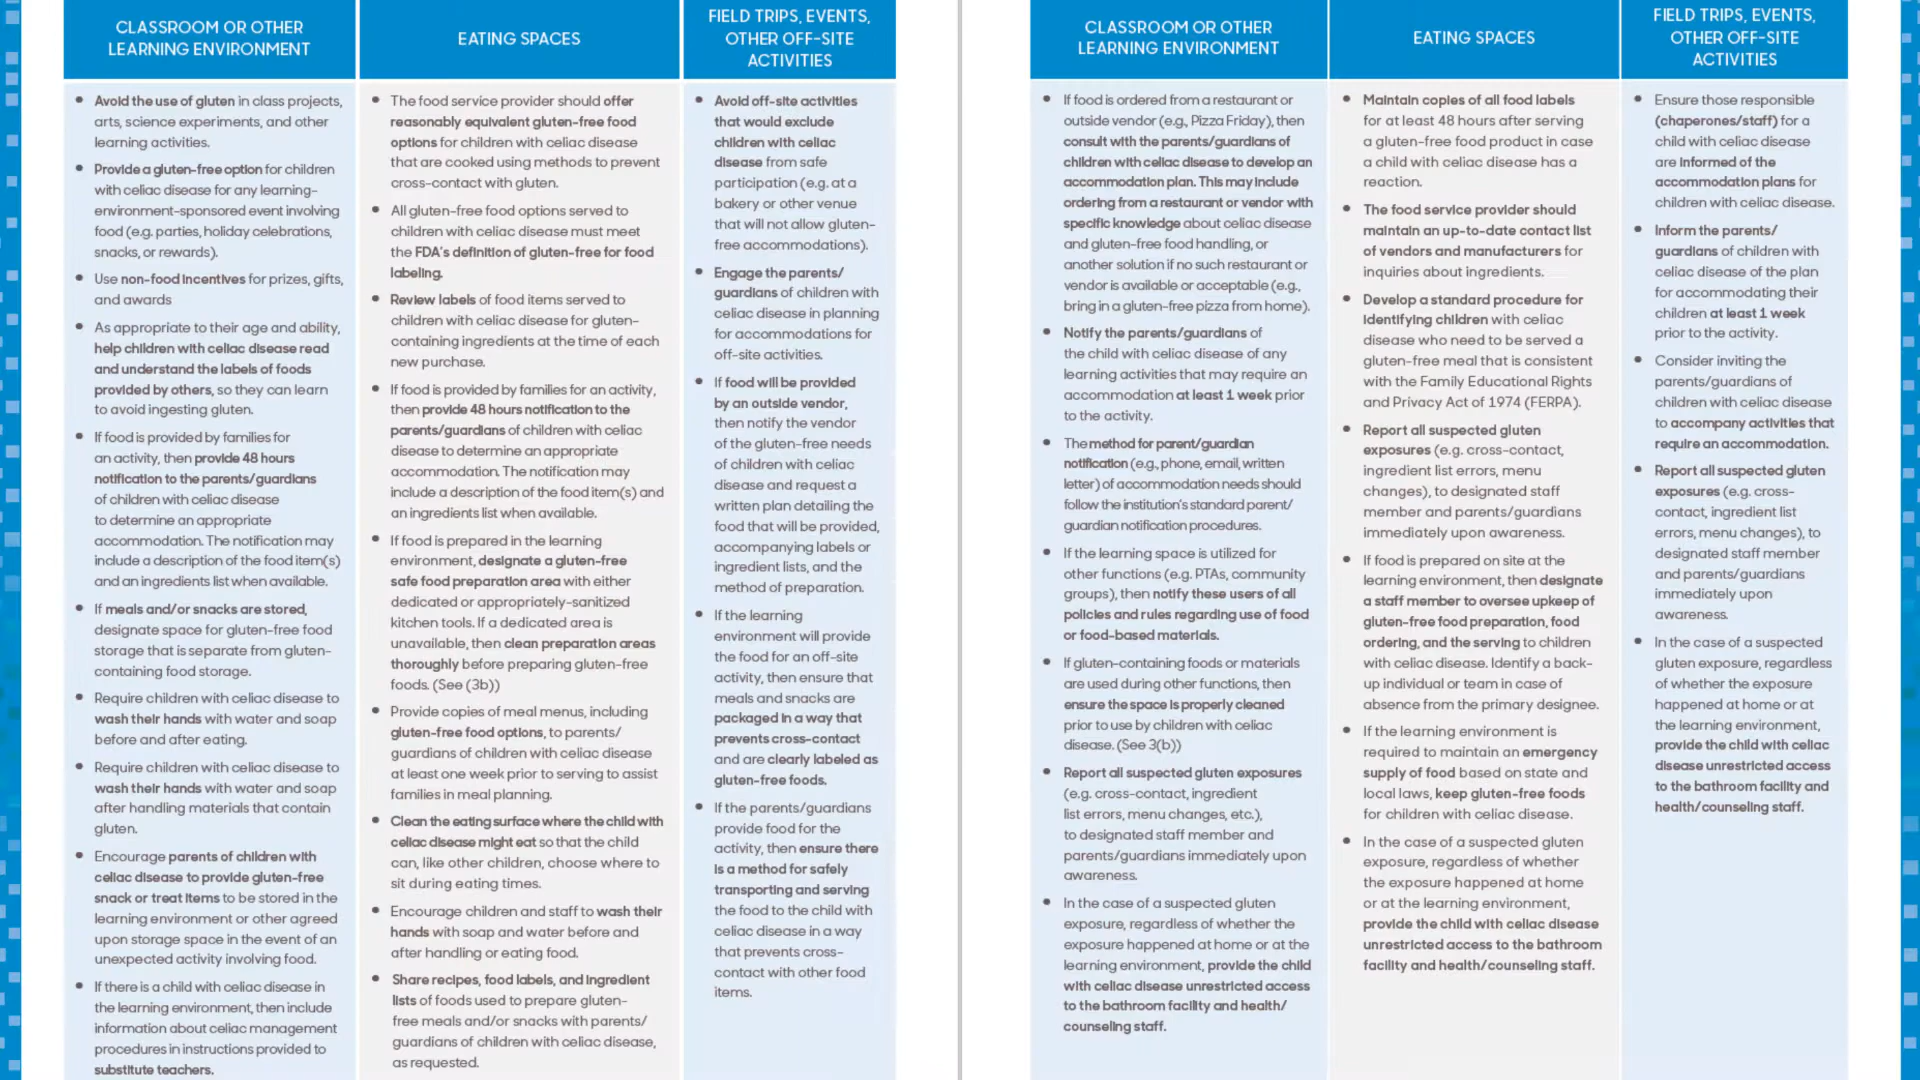 CLASSROOM OR OTHER
LEARNING ENVIRONMENT
• Avoid the use of gluten in class projects,
arts, science experiments, and other
learning activities.
• Provide a gluten-free option for children
with celiac disease for any learning-
environment-sponsored event involving
food (e.g. parties, holiday celebrations,
snacks, or rewards).
• Use non-food incentives for prizes, gifts,
and awards
• As appropriate to their age and ability,
help children with celiac disease read
and understand the labels of foods
provided by others, so they can learn
to avoid ingesting gluten.
• If food is provided by families for
an activity, then provide 48 hours
notification to the parents/guardians
of children with celiac disease
to determine an appropriate
accommodation. The notification may
include a description of the food item(s)
and an ingredients list when available.
• If meals and/or snacks are stored,
designate space for gluten-free food
storage that is separate from gluten-
containing food storage.
• Require children with celiac disease to
wash their hands with water and soap
before and after eating.
• Require children with celiac disease to
wash their hands with water and soap
after handling materials that contain
gluten.
• Encourage parents of children with
celiac disease to provide gluten-free
snack or treat items to be stored in the
learning environment or other agreed
upon storage space in the event of an
unexpected activity involving food.
• If there is a child with celiac disease in
the learning environment, then include
information about celiac management
procedures in instructions provided to
substitute teachers.
EATING SPACES
• The food service provider should offer
reasonably equivalent gluten-free food
options for children with celiac disease
that are cooked using methods to prevent
cross-contact with gluten.
• All gluten-free food options served to
children with celiac disease must meet
the FDA's definition of gluten-free for food
labeling.
• Review labels of food items served to
children with celiac disease for gluten-
containing ingredients at the time of each
new purchase.
• If food is provided by families for an activity,
then provide 48 hours notification to the
parents/guardians of children with celiac
disease to determine an appropriate
accommodation. The notification may
include a description of the food item(s) and
an ingredients list when available.
• If food is prepared in the learning
environment, designate a gluten-free
safe food preparation area with either
dedicated or appropriately-sanitized
kitchen tools. If a dedicated area is
unavailable, then clean preparation areas
thoroughly before preparing gluten-free
foods. (See (3b))
• Provide copies of meal menus, including
gluten-free food options, to parents/
guardians of children with celiac disease
at least one week prior to serving to assist
families in meal planning.
• Clean the eating surface where the child with
celiac disease might eat so that the child
can, like other children, choose where to
sit during eating times.
• Encourage children and staff to wash their
hands with soap and water before and
after handling or eating food.
• Share recipes, food labels, and ingredient
lists of foods used to prepare gluten-
free meals and/or snacks with parents/
guardians of children with celiac disease,
as requested.
FIELD TRIPS, EVENTS,
OTHER OFF-SITE
ACTIVITIES
• Avoid off-site activities
that would exclude
children with celiac
disease from safe
participation (e.g. at a
bakery or other venue
that will not allow gluten-
free accommodations).
• Engage the parents/
guardians of children with
celiac disease in planning
for accommodations for
off-site activities.
• If food will be provided
by an outside vendor,
then notify the vendor
of the gluten-free needs
of children with celiac
disease and request a
written plan detailing the
food that will be provided,
accompanying labels or
ingredient lists, and the
method of preparation.
• If the learning
environment will provide
the food for an off-site
activity, then ensure that
meals and snacks are
packaged in a way that
prevents cross-contact
and are clearly labeled as
gluten-free foods.
• If the parents/guardians
provide food for the
activity, then ensure there
is a method for safely
transporting and serving
the food to the child with
celiac disease in a way
that prevents cross-
contact with other food
items.
CLASSROOM OR OTHER
LEARNING ENVIRONMENT
• If food is ordered from a restaurant or
outside vendor (e.g., Pizza Friday), then
consult with the parents/guardians of
children with celiac disease to develop an
accommodation plan. This may include
ordering from a restaurant or vendor with
specific knowledge about celiac disease
and gluten-free food handling, or
another solution if no such restaurant or
vendor is available or acceptable (e.g.,
bring in a gluten-free pizza from home).
• Notify the parents/guardians of
the child with celiac disease of any
learning activities that may require an
accommodation at least 1 week prior
to the activity.
• The method for parent/guardian
notification (e.g., phone, email, written
letter) of accommodation needs should
follow the institution's standard parent/
guardian notification procedures.
• If the learning space is utilized for
other functions (e.g. PTAs, community
groups), then notify these users of all
policies and rules regarding use of food
or food-based materials.
• If gluten-containing foods or materials
are used during other functions, then
ensure the space is properly cleaned
prior to use by children with celiac
disease. (See 3(b))
• Report all suspected gluten exposures
(e.g. cross-contact, ingredient
list errors, menu changes, etc.),
to designated staff member and
parents/guardians immediately upon
awareness.
• In the case of a suspected gluten
exposure, regardless of whether the
exposure happened at home or at the
learning environment, provide the child
with celiac disease unrestricted access
to the bathroom facility and health/
counseling staff.
EATING SPACES
• Maintain copies of all food labels
for at least 48 hours after serving
a gluten-free food product in case
a child with celiac disease has a
reaction.
• The food service provider should
maintain an up-to-date contact list
of vendors and manufacturers for
inquiries about ingredients.
• Develop a standard procedure for
identifying children with celiac
disease who need to be served a
gluten-free meal that is consistent
with the Family Educational Rights
and Privacy Act of 1974 (FERPA).
• Report all suspected gluten
exposures (e.g. cross-contact,
ingredient list errors, menu
changes), to designated staff
member and parents/guardians
immediately upon awareness.
• If food is prepared on site at the
learning environment, then designate
a staff member to oversee upkeep of
gluten-free food preparation, food
ordering, and the serving to children
with celiac disease. Identify a back-
up individual or team in case of
absence from the primary designee.
• If the learning environment is
required to maintain an emergency
supply of food based on state and
local laws, keep gluten-free foods
for children with celiac disease.
• In the case of a suspected gluten
exposure, regardless of whether
the exposure happened at home
or at the learning environment,
provide the child with celiac disease
unrestricted access to the bathroom
facility and health/counseling staff.
FIELD TRIPS, EVENTS,
OTHER OFF-SITE
ACTIVITIES
• Ensure those responsible
(chaperones/staff) for a
child with celiac disease
are informed of the
accommodation plans for
children with celiac disease.
• Inform the parents/
guardians of children with
celiac disease of the plan
for accommodating their
children at least 1 week
prior to the activity.
• Consider inviting the
parents/guardians of
children with celiac disease
to accompany activities that
require an accommodation.
• Report all suspected gluten
exposures (e.g. cross-
contact, ingredient list
errors, menu changes), to
designated staff member
and parents/guardians
immediately upon
awareness.
• In the case of a suspected
gluten exposure, regardless
of whether the exposure
happened at home or at
the learning environment,
provide the child with celiac
disease unrestricted access
to the bathroom facility and
health/counseling staff.